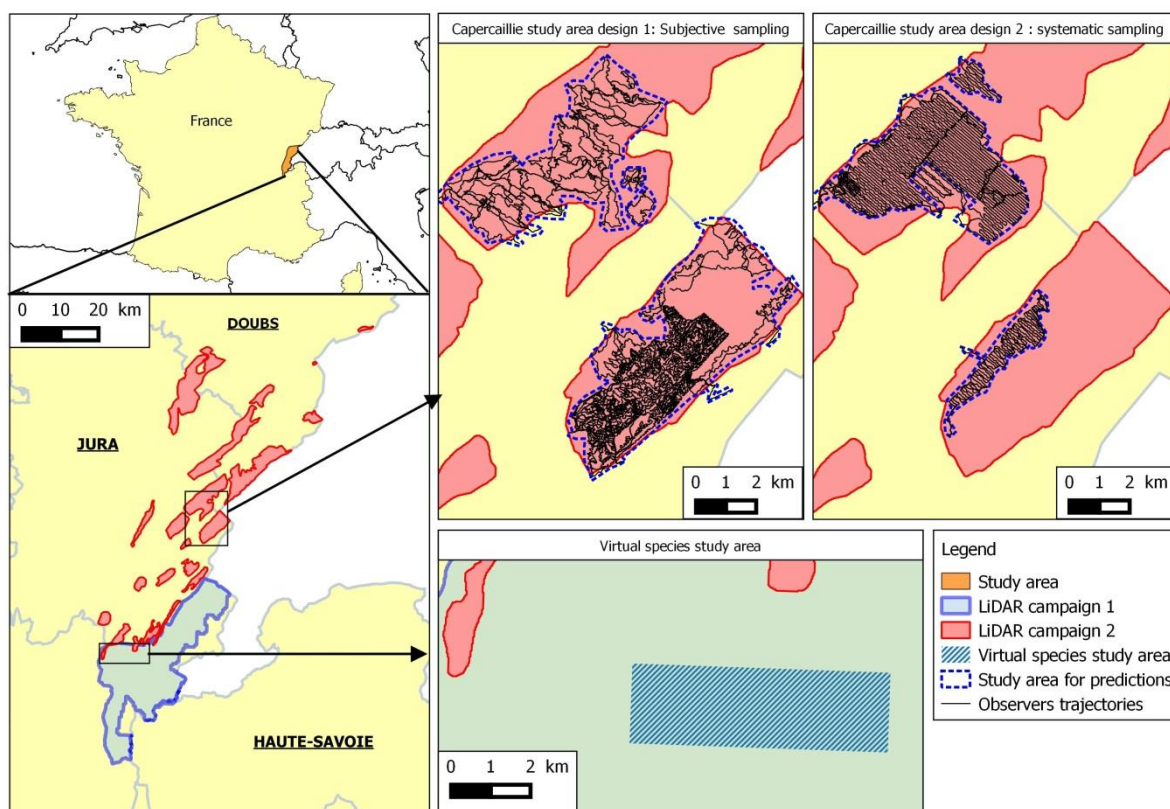 France
0 10 20 km
DOUBS
JURA
HAUTE-SAVOIE
Capercaillie study area design 1: Subjective sampling
0 1 2 km
Capercaillie study area design 2 : systematic sampling
0 1 2 km
Virtual species study area
0 1 2 km
Legend
Study area
LiDAR campaign 1
LiDAR campaign 2
Virtual species study area
Study area for predictions
Observers trajectories